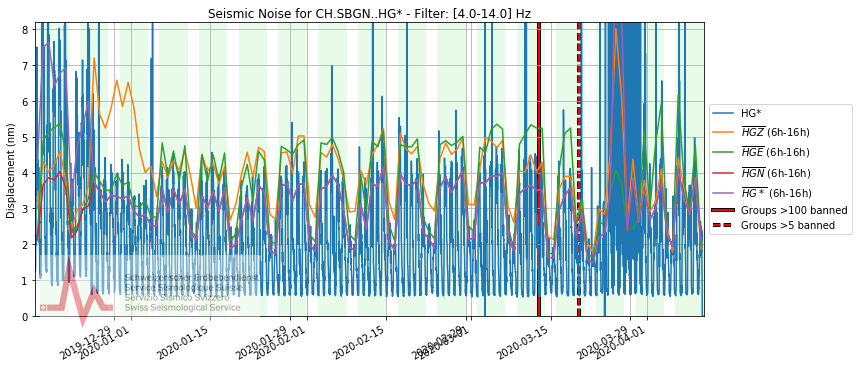 Seismic Noise for CH.SBGN..HG* - Filter: [4.0-14.0] Hz
Displacement (nm)
8
7
6
5
4
3
2
1
0
HG*
HGZ (6h-16h)
HGE (6h-16h)
HGN (6h-16h)
HG* (6h-16h)
Groups >100 banned
Groups >5 banned
Schweizerischer Erdbebendienst
Service Sismologique Suisse
Servizio Sismico Svizzero
Swiss Seismological Service
2019-12-29
2020-01-01
2020-01-15
2020-01-29
2020-02-01
2020-02-15
2020-03-01
2020-03-15
2020-03-29
2020-04-01